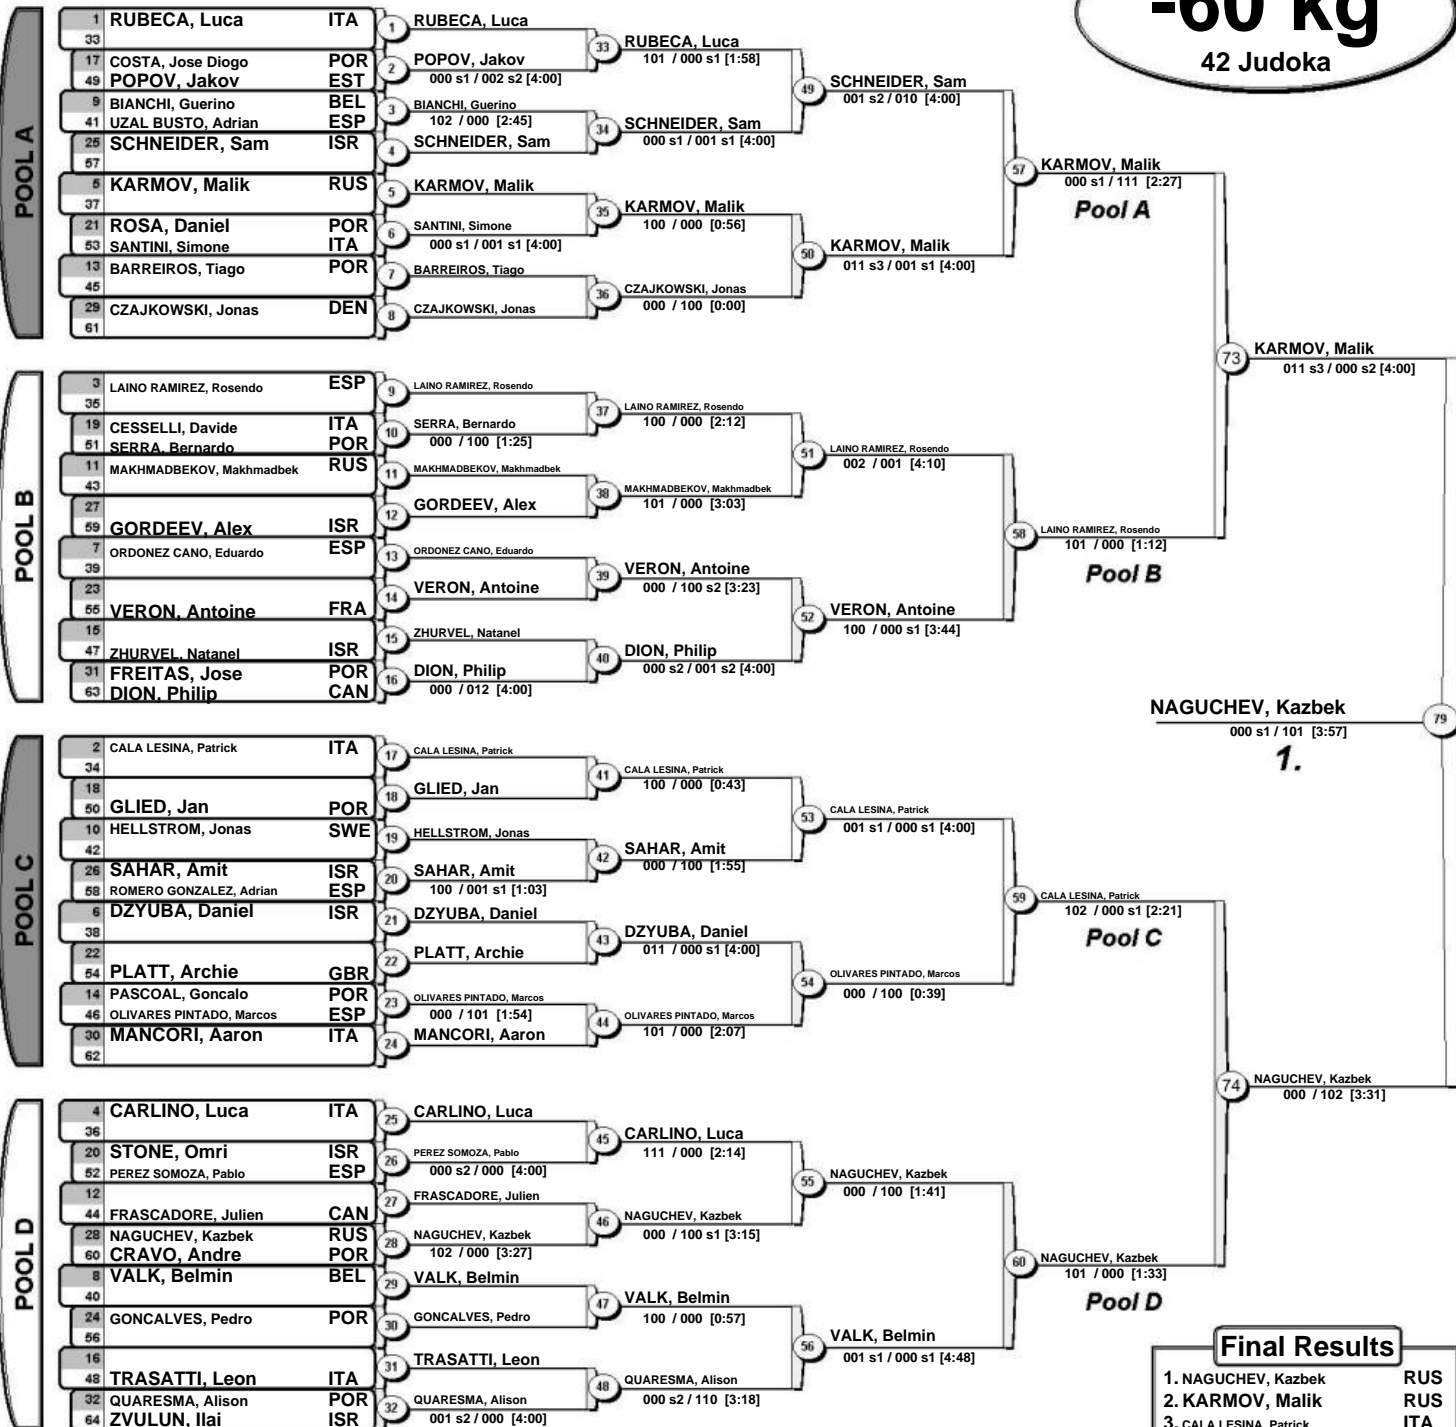 -60 kg
42 Judoka
POOL A
1 RUBECA, Luca ITA
33
17 COSTA, Jose Diogo POR
49 POPOV, Jakov EST
9 BIANCHI, Guerino BEL
41 UZAL BUSTO, Adrian ESP
25 SCHNEIDER, Sam ISR
57
5 KARMOV, Malik RUS
37
21 ROSA, Daniel POR
53 SANTINI, Simone ITA
13 BARREIROS, Tiago POR
45
29 CZAJKOWSKI, Jonas DEN
61
1 RUBECA, Luca
2 POPOV, Jakov
000 s1 / 002 s2 [4:00]
3 BIANCHI, Guerino
102 / 000 [2:45]
4 SCHNEIDER, Sam
5 KARMOV, Malik
6 SANTINI, Simone
000 s1 / 001 s1 [4:00]
7 BARREIROS, Tiago
8 CZAJKOWSKI, Jonas
33 RUBECA, Luca
101 / 000 s1 [1:58]
34 SCHNEIDER, Sam
000 s1 / 001 s1 [4:00]
35 KARMOV, Malik
100 / 000 [0:56]
36 CZAJKOWSKI, Jonas
000 / 100 [0:00]
49 SCHNEIDER, Sam
001 s2 / 010 [4:00]
50 KARMOV, Malik
011 s3 / 001 s1 [4:00]
57 KARMOV, Malik
000 s1 / 111 [2:27]
Pool A
POOL B
3 LAINO RAMIREZ, Rosendo ESP
35
19 CESSELLI, Davide ITA
51 SERRA, Bernardo POR
11 MAKHMADBEKOV, Makhmadbek RUS
43
27
59 GORDEEV, Alex ISR
7 ORDONEZ CANO, Eduardo ESP
39
23
55 VERON, Antoine FRA
15
47 ZHURVEL, Natanel ISR
31 FREITAS, Jose POR
63 DION, Philip CAN
9 LAINO RAMIREZ, Rosendo
10 SERRA, Bernardo
000 / 100 [1:25]
11 MAKHMADBEKOV, Makhmadbek
12 GORDEEV, Alex
13 ORDONEZ CANO, Eduardo
14 VERON, Antoine
15 ZHURVEL, Natanel
16 DION, Philip
000 / 012 [4:00]
37 LAINO RAMIREZ, Rosendo
100 / 000 [2:12]
38 MAKHMADBEKOV, Makhmadbek
101 / 000 [3:03]
39 VERON, Antoine
000 / 100 s2 [3:23]
40 DION, Philip
000 s2 / 001 s2 [4:00]
51 LAINO RAMIREZ, Rosendo
002 / 001 [4:10]
52 VERON, Antoine
100 / 000 s1 [3:44]
58 LAINO RAMIREZ, Rosendo
101 / 000 [1:12]
Pool B
73 KARMOV, Malik
011 s3 / 000 s2 [4:00]
NAGUCHEV, Kazbek 79
000 s1 / 101 [3:57]
1.
POOL C
2 CALA LESINA, Patrick ITA
34
18
50 GLIED, Jan POR
10 HELLSTROM, Jonas SWE
42
26 SAHAR, Amit ISR
58 ROMERO GONZALEZ, Adrian ESP
6 DZYUBA, Daniel ISR
38
22
54 PLATT, Archie GBR
14 PASCOAL, Goncalo POR
46 OLIVARES PINTADO, Marcos ESP
30 MANCORI, Aaron ITA
62
17 CALA LESINA, Patrick
18 GLIED, Jan
19 HELLSTROM, Jonas
20 SAHAR, Amit
100 / 001 s1 [1:03]
21 DZYUBA, Daniel
22 PLATT, Archie
23 OLIVARES PINTADO, Marcos
000 / 101 [1:54]
24 MANCORI, Aaron
41 CALA LESINA, Patrick
100 / 000 [0:43]
42 SAHAR, Amit
000 / 100 [1:55]
43 DZYUBA, Daniel
011 / 000 s1 [4:00]
44 OLIVARES PINTADO, Marcos
101 / 000 [2:07]
53 CALA LESINA, Patrick
001 s1 / 000 s1 [4:00]
54 OLIVARES PINTADO, Marcos
000 / 100 [0:39]
59 CALA LESINA, Patrick
102 / 000 s1 [2:21]
Pool C
74 NAGUCHEV, Kazbek
000 / 102 [3:31]
POOL D
4 CARLINO, Luca ITA
36
20 STONE, Omri ISR
52 PEREZ SOMOZA, Pablo ESP
12
44 FRASCADORE, Julien CAN
28 NAGUCHEV, Kazbek RUS
60 CRAVO, Andre POR
8 VALK, Belmin BEL
40
24 GONCALVES, Pedro POR
56
16
48 TRASATTI, Leon ITA
32 QUARESMA, Alison POR
64 ZVULUN, Ilai ISR
25 CARLINO, Luca
26 PEREZ SOMOZA, Pablo
000 s2 / 000 [4:00]
27 FRASCADORE, Julien
28 NAGUCHEV, Kazbek
102 / 000 [3:27]
29 VALK, Belmin
30 GONCALVES, Pedro
31 TRASATTI, Leon
32 QUARESMA, Alison
001 s2 / 000 [4:00]
45 CARLINO, Luca
111 / 000 [2:14]
46 NAGUCHEV, Kazbek
000 / 100 s1 [3:15]
47 VALK, Belmin
100 / 000 [0:57]
48 QUARESMA, Alison
000 s2 / 110 [3:18]
55 NAGUCHEV, Kazbek
000 / 100 [1:41]
56 VALK, Belmin
001 s1 / 000 s1 [4:48]
60 NAGUCHEV, Kazbek
101 / 000 [1:33]
Pool D
Final Results
1. NAGUCHEV, Kazbek RUS
2. KARMOV, Malik RUS
3. CALA LESINA, Patrick ITA